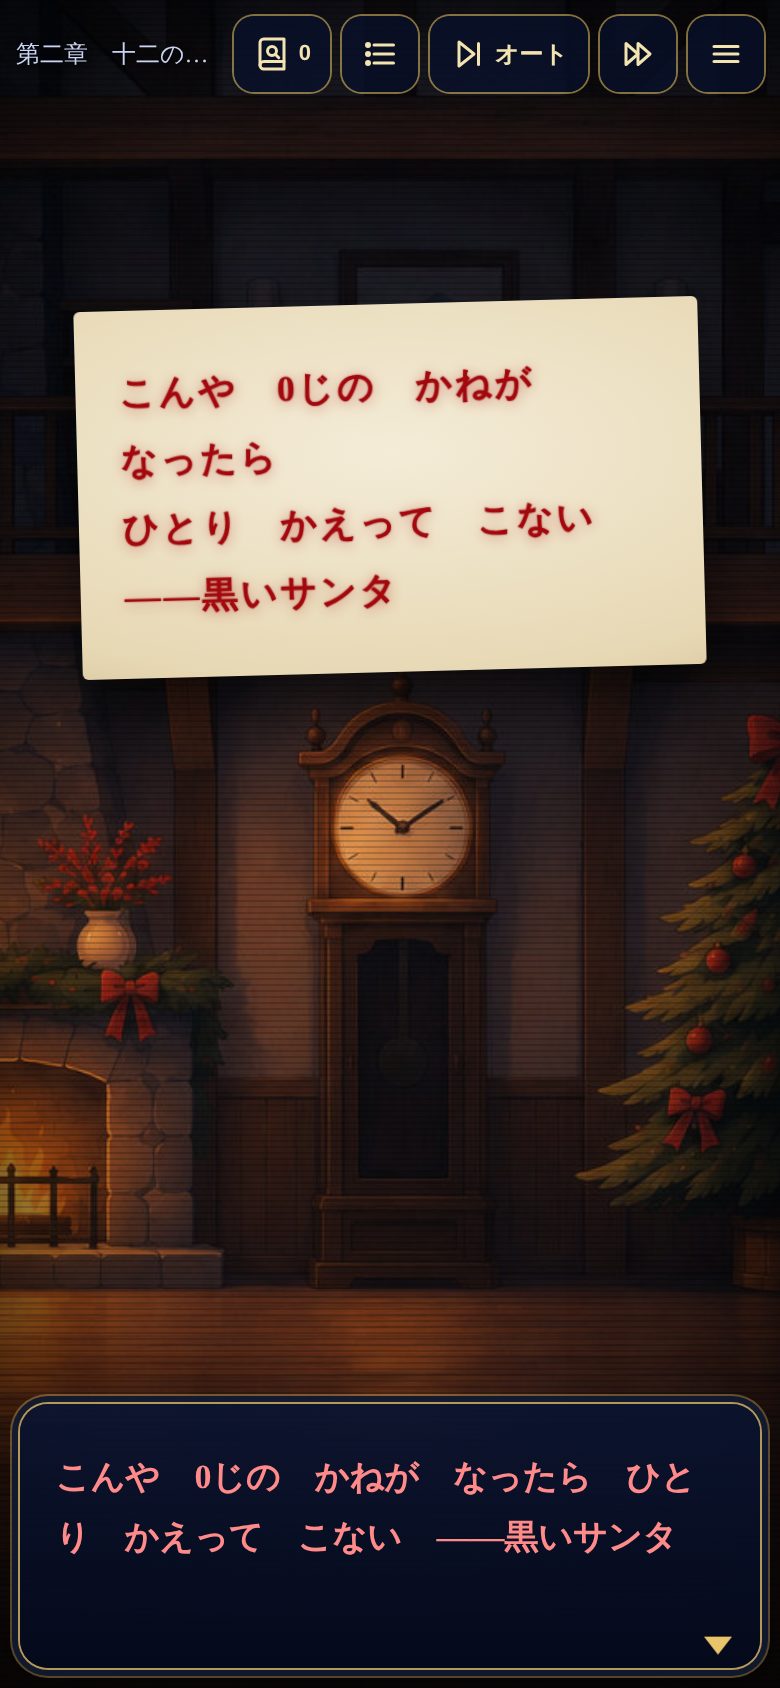 第二章　十二の…
0
オート
こんや　0じの　かねが
なったら
ひとり　かえって　こない
――黒いサンタ
こんや　0じの　かねが　なったら　ひと
り　かえって　こない　――黒いサンタ